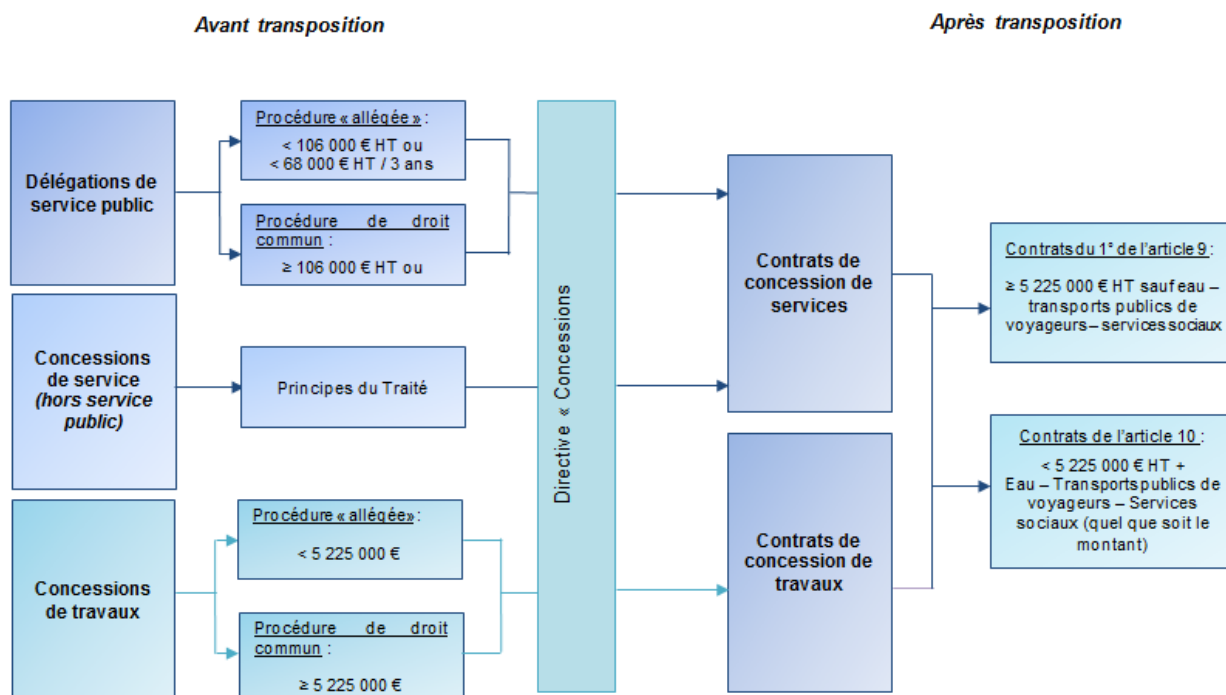 Avant transposition
Après transposition
Délégations de
service public
Procédure « allégée » :
< 106 000 € HT ou
< 68 000 € HT / 3 ans
Procédure de droit
commun :
≥ 106 000 € HT ou
Concessions
de service
(hors service
public)
Principes du Traité
Concessions
de travaux
Procédure « allégée» :
< 5 225 000 €
Procédure de droit
commun :
≥ 5 225 000 €
Directive « Concessions
Contrats de
concession de
services
Contrats de
concession de
travaux
Contrats du 1° de l’article 9 :
≥ 5 225 000 € HT sauf eau –
transports publics de
voyageurs – services sociaux
Contrats de l’article 10 :
< 5 225 000 € HT +
Eau – Transports publics de
voyageurs – Services
sociaux (quel que soit le
montant)